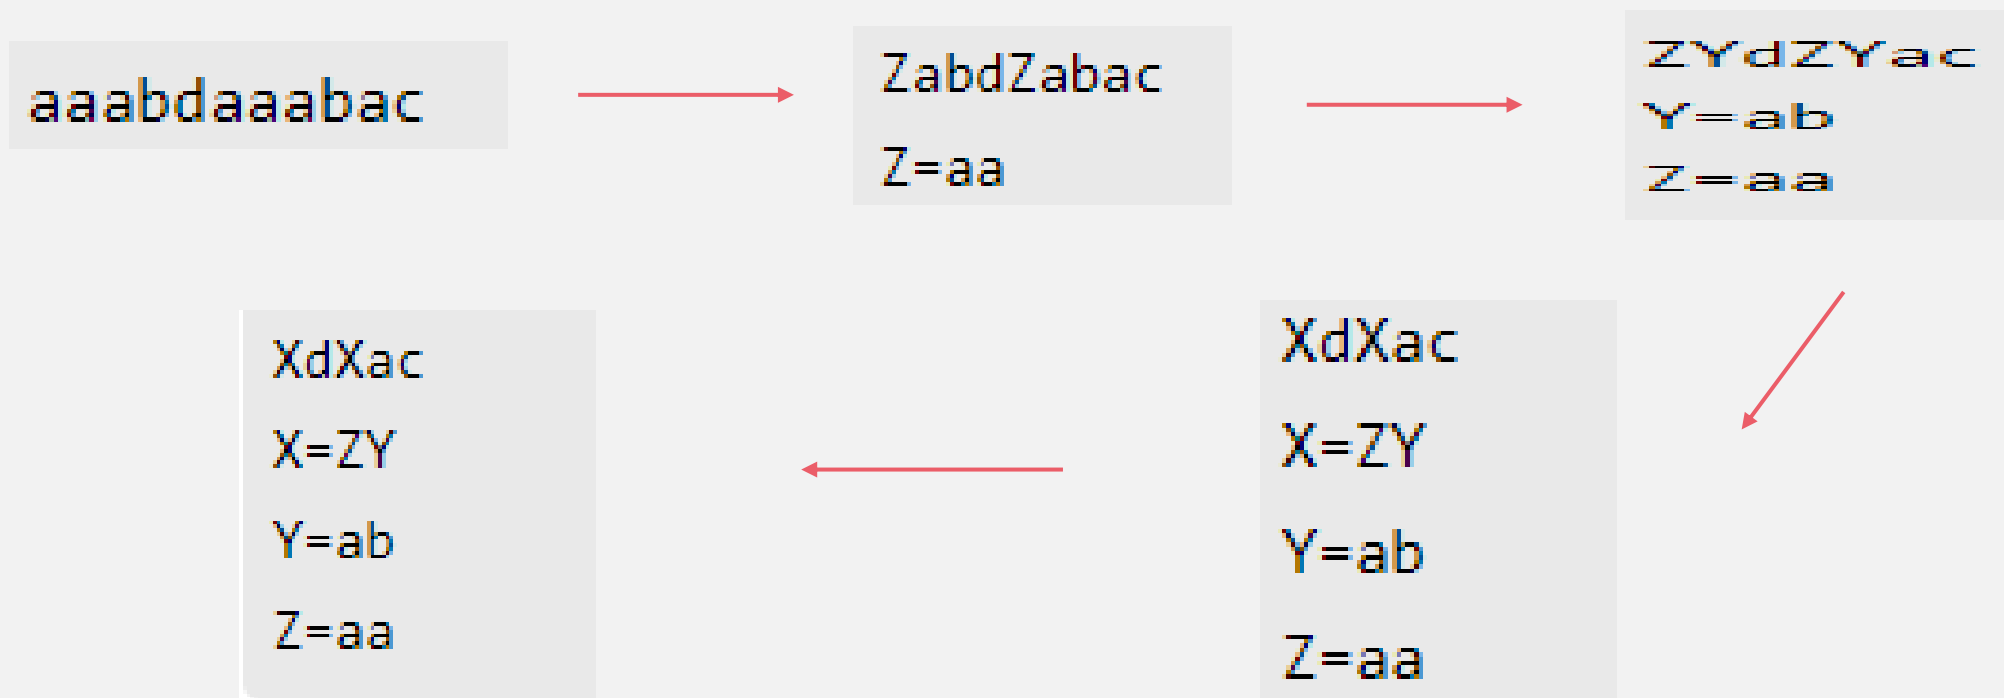 aaabdaaabac
ZabdZabac
Z=aa
ZYdZYac
Y=ab
Z=aa
XdXac
X=ZY
Y=ab
Z=aa
XdXac
X=ZY
Y=ab
Z=aa